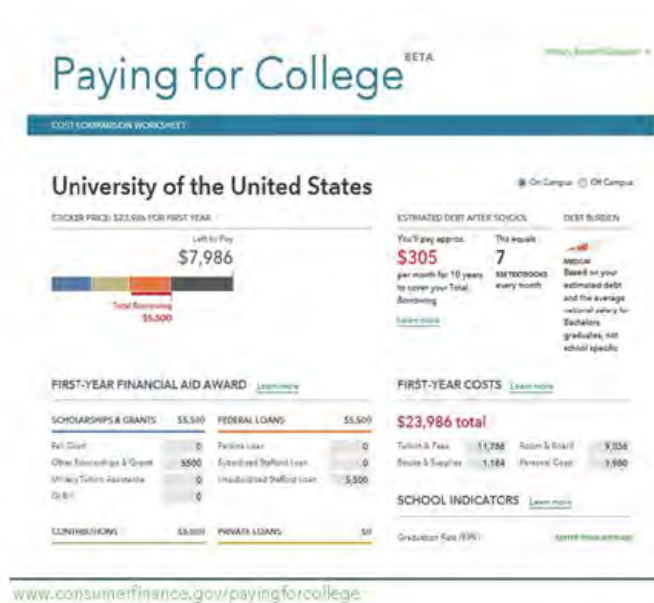 Paying for College BETA
COST COMPARISON WORKSHEET
University of the United States
On Campus Off Campus
STICKER PRICE: $23,986 FOR FIRST YEAR
Left to Pay
$7,986
Total Borrowing
$5,500
ESTIMATED DEBT AFTER SCHOOL
You'll pay approx.
$305
per month for 10 years
to cover your Total
Borrowing
Learn more
This equals
7
$50 TEXTBOOKS
every month
DEBT BURDEN
MEDIUM
Based on your
estimated debt
and the average
national salary for
Bachelors
graduates, not
school specific
FIRST-YEAR FINANCIAL AID AWARD Learn more
SCHOLARSHIPS & GRANTS $5,500
Pell Grant 0
Other Scholarships & Grants 5500
Military Tuition Assistance 0
GI Bill 0
CONTRIBUTIONS $5,000
FEDERAL LOANS $5,500
Perkins Loan 0
Subsidized Stafford Loan 0
Unsubsidized Stafford Loan 5,500
PRIVATE LOANS $0
FIRST-YEAR COSTS Learn more
$23,986 total
Tuition & Fees Room & Board
Books & Supplies 1,184 Personal Cost
SCHOOL INDICATORS Learn more
Graduation Rate
www.consumerfinance.gov/payingforcollege